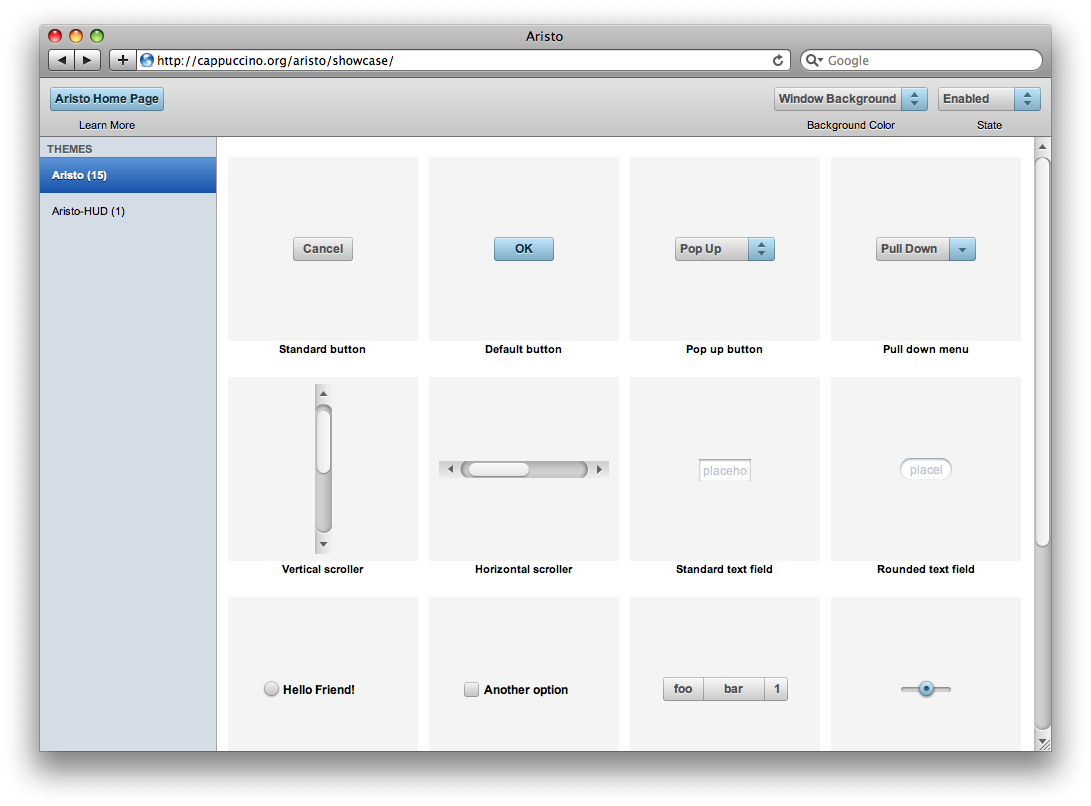 Aristo
http://cappuccino.org/aristo/showcase/
Google
Aristo Home Page
Window Background
Enabled
Learn More
Background Color
State
THEMES
Aristo (15)
Aristo-HUD (1)
Cancel
OK
Pop Up
Pull Down
Standard button
Default button
Pop up button
Pull down menu
placeho
placel
Vertical scroller
Horizontal scroller
Standard text field
Rounded text field
Hello Friend!
Another option
foo bar 1